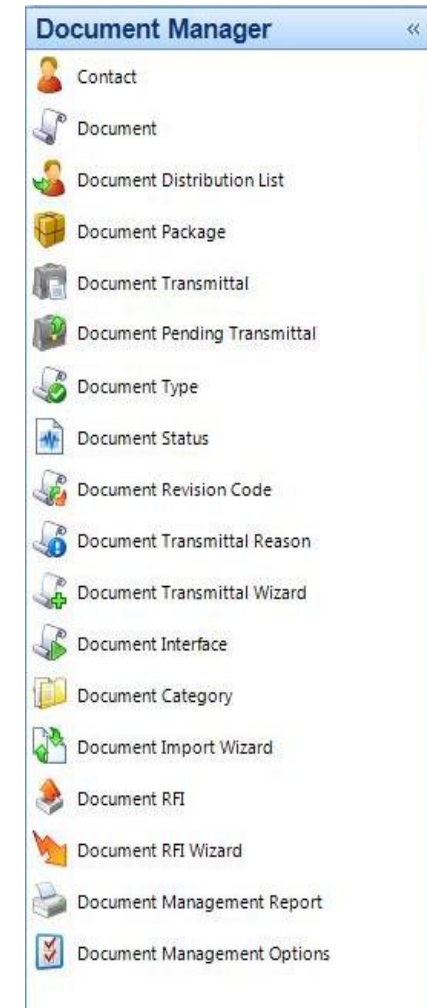 Document Manager «
Contact
Document
Document Distribution List
Document Package
Document Transmittal
Document Pending Transmittal
Document Type
Document Status
Document Revision Code
Document Transmittal Reason
Document Transmittal Wizard
Document Interface
Document Category
Document Import Wizard
Document RFI
Document RFI Wizard
Document Management Report
Document Management Options